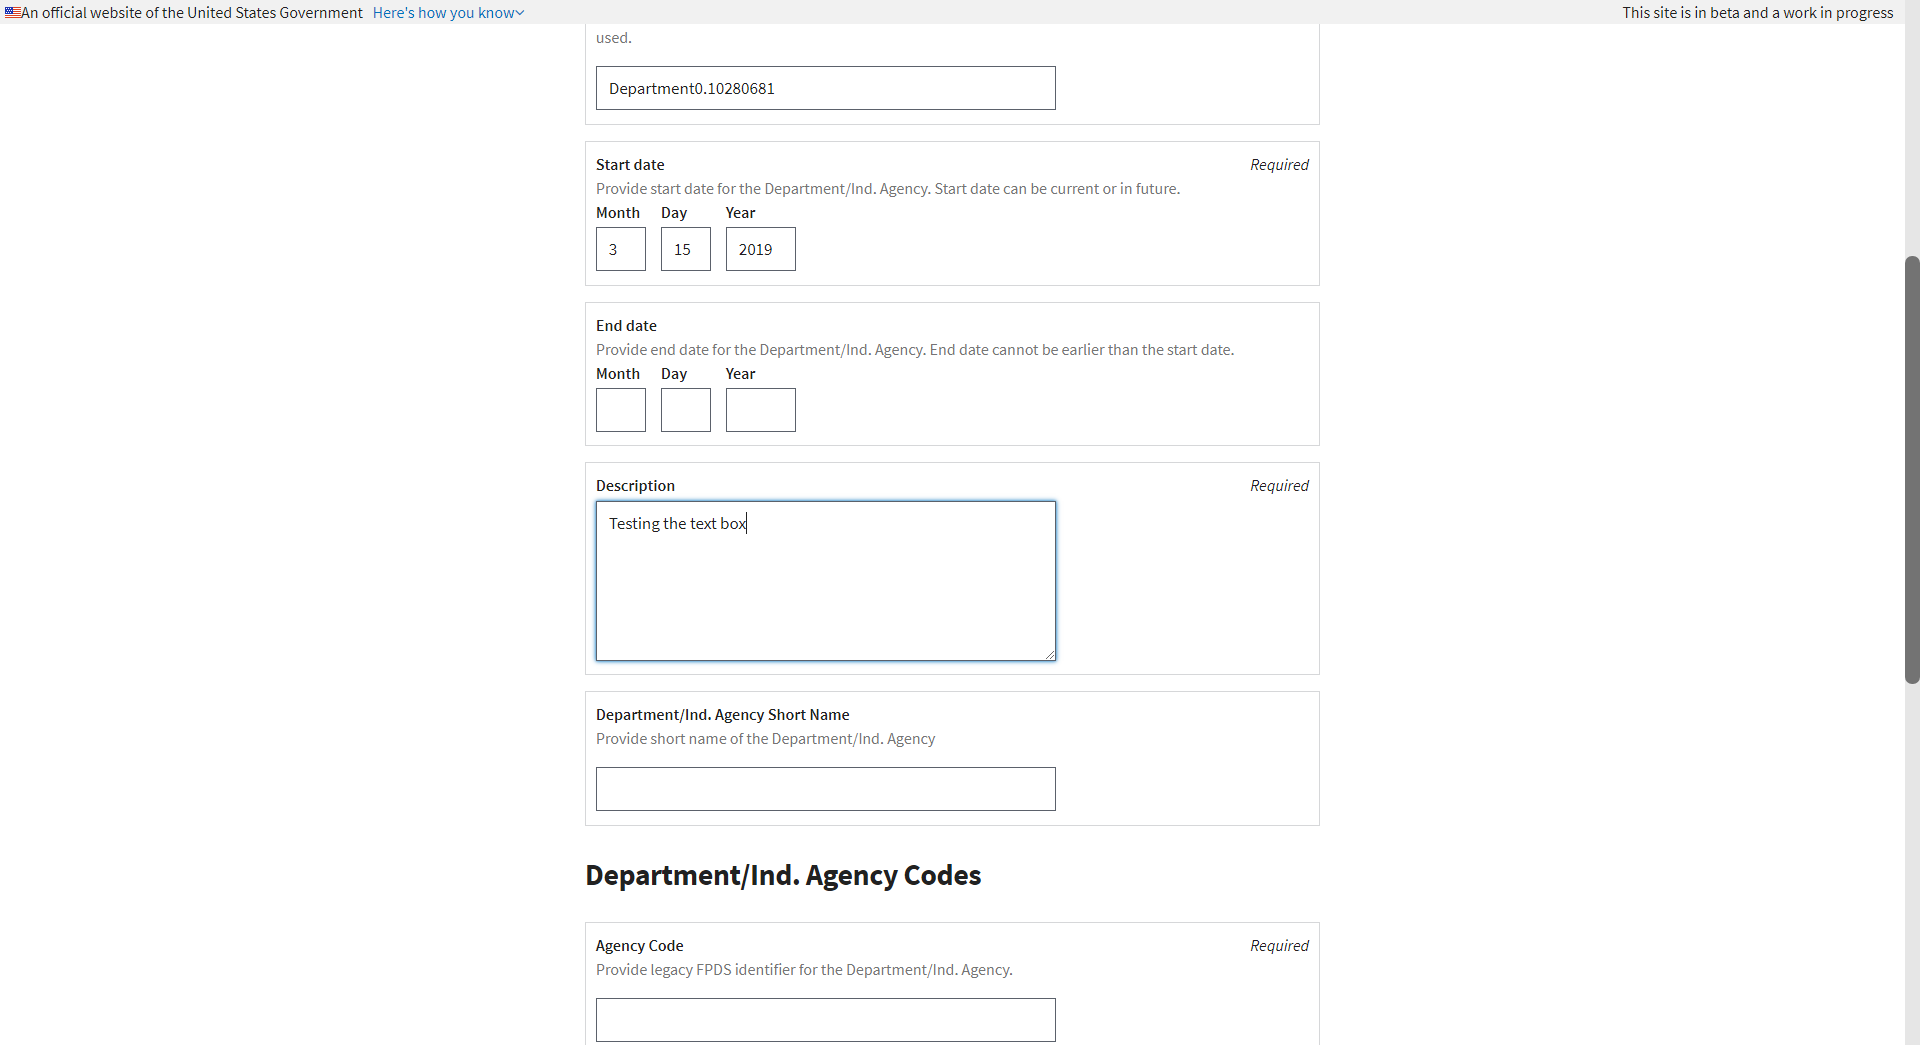 An official website of the United States Government Here's how you know
This site is in beta and a work in progress
used.
Department0.10280681
Start date Required
Provide start date for the Department/Ind. Agency. Start date can be current or in future.
Month Day Year
3 15 2019
End date
Provide end date for the Department/Ind. Agency. End date cannot be earlier than the start date.
Month Day Year
Description Required
Testing the text box
Department/Ind. Agency Short Name
Provide short name of the Department/Ind. Agency
Department/Ind. Agency Codes
Agency Code Required
Provide legacy FPDS identifier for the Department/Ind. Agency.